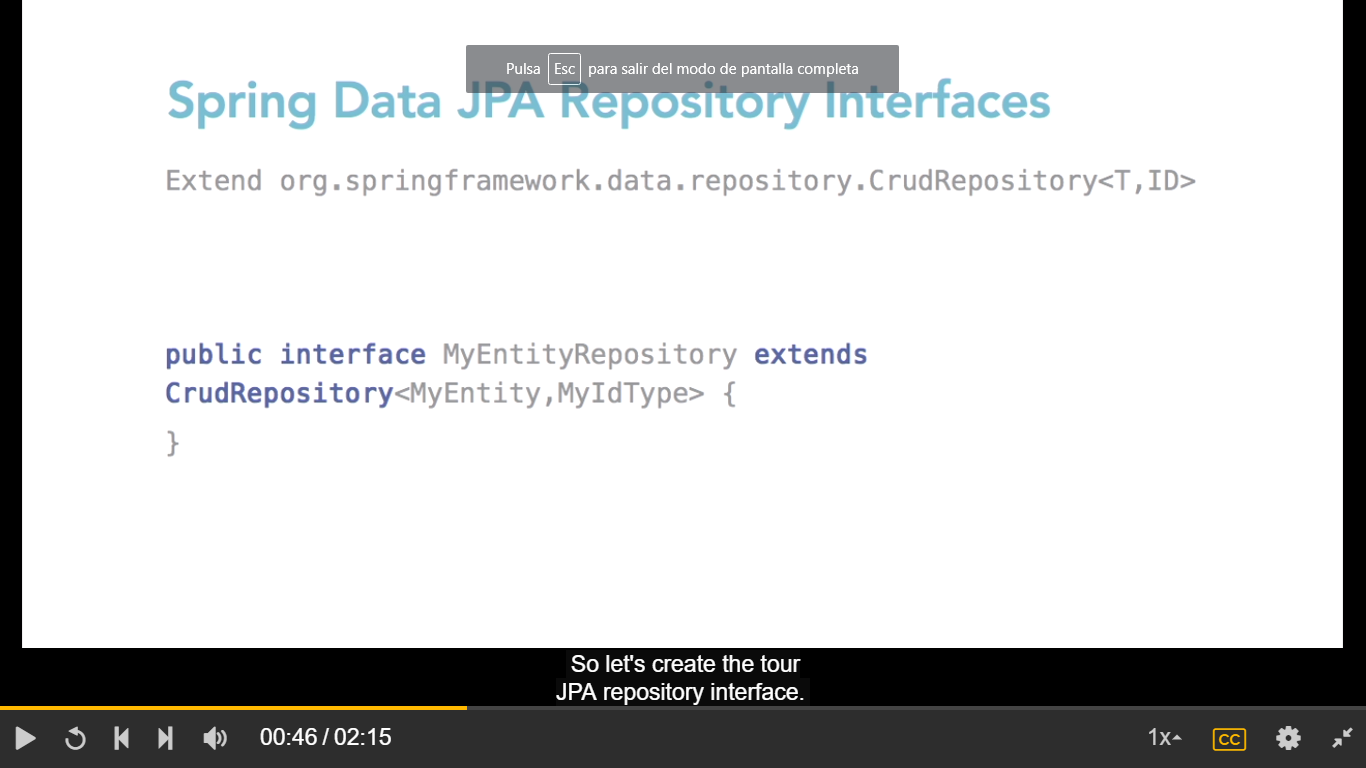 Pulsa Esc para salir del modo de pantalla completa
Spring Data JPA Repository Interfaces
Extend org.springframework.data.repository.CrudRepository<T,ID>
public interface MyEntityRepository extends
CrudRepository<MyEntity,MyIdType> {
}
So let's create the tour
JPA repository interface.
00:46 / 02:15
1x
CC